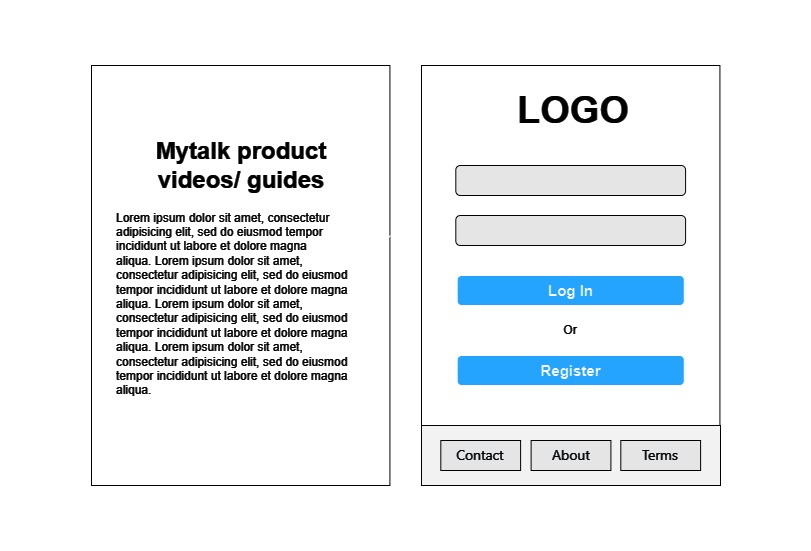 Mytalk product
videos/ guides
Lorem ipsum dolor sit amet, consectetur
adipisicing elit, sed do eiusmod tempor
incididunt ut labore et dolore magna
aliqua. Lorem ipsum dolor sit amet,
consectetur adipisicing elit, sed do eiusmod
tempor incididunt ut labore et dolore magna
aliqua. Lorem ipsum dolor sit amet,
consectetur adipisicing elit, sed do eiusmod
tempor incididunt ut labore et dolore magna
aliqua. Lorem ipsum dolor sit amet,
consectetur adipisicing elit, sed do eiusmod
tempor incididunt ut labore et dolore magna
aliqua.
LOGO
Log In
Or
Register
Contact
About
Terms